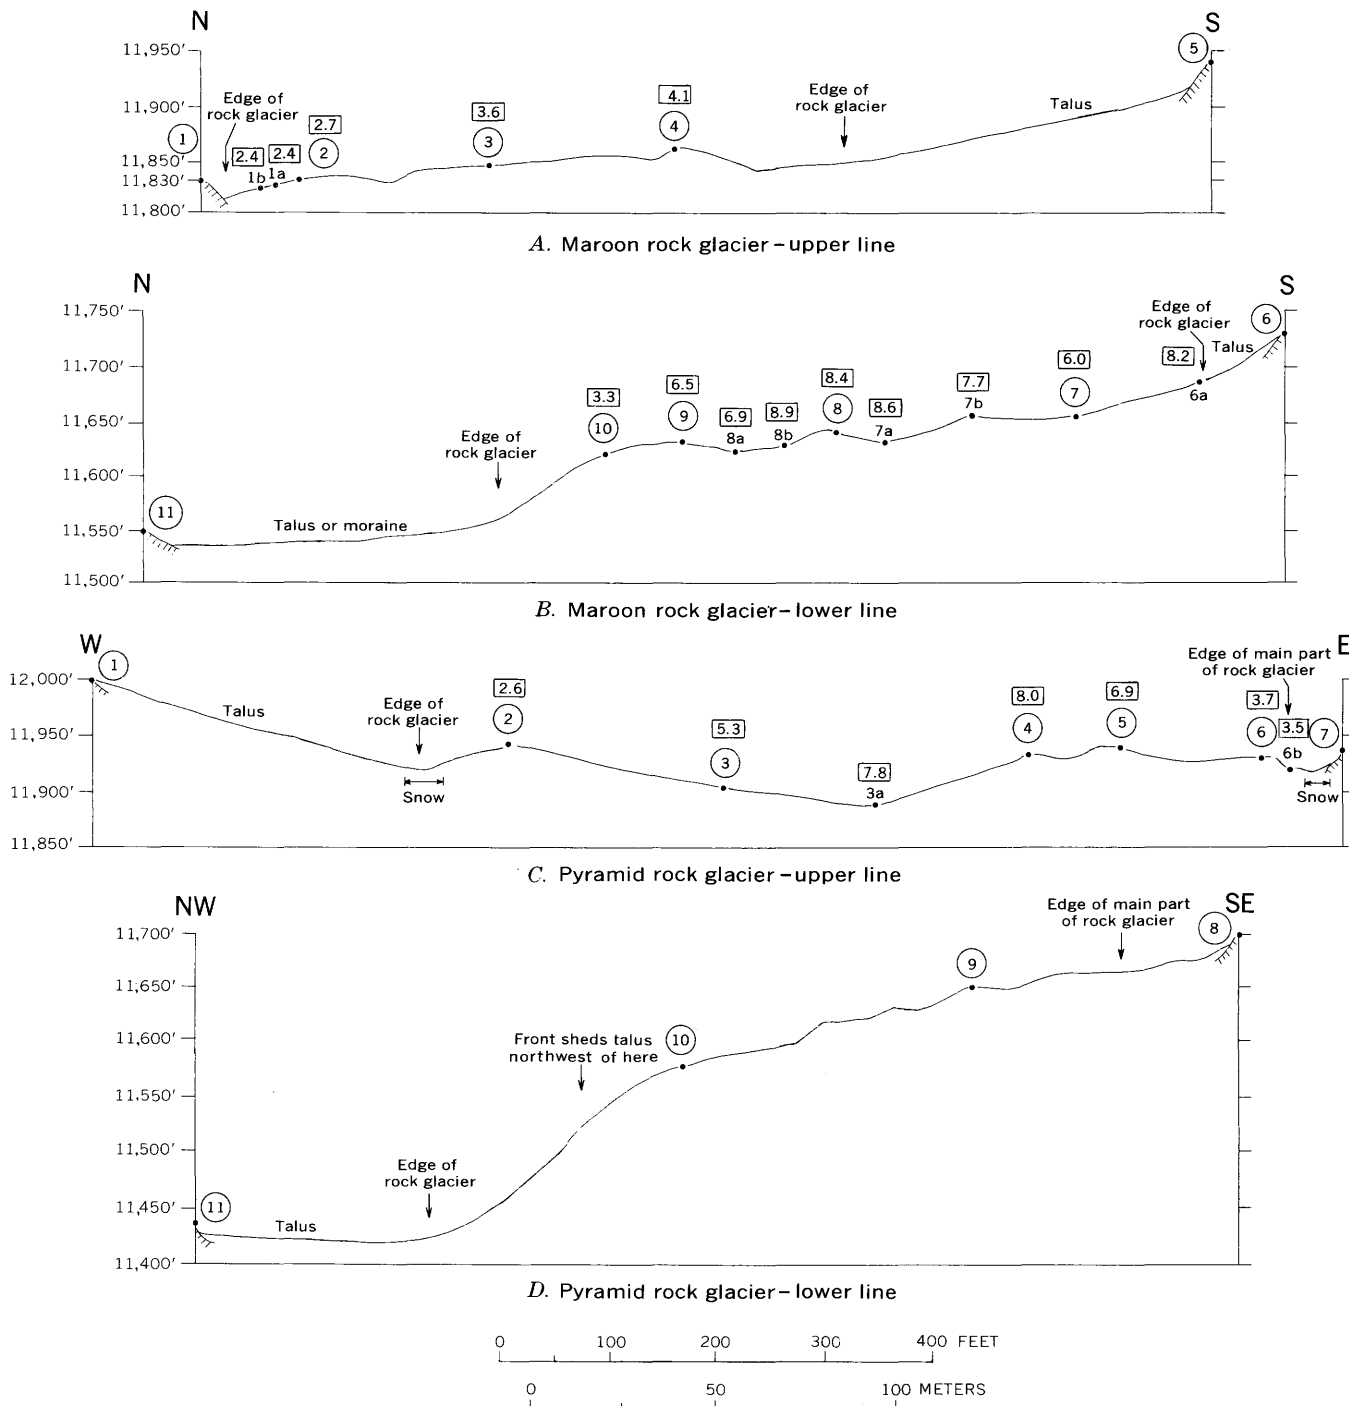 N
S
11,950′
11,900′
11,850′
11,830′
11,800′
1
Edge of
rock glacier
2.4
1b
2.4
1a
2.7
2
3.6
3
4.1
4
Edge of
rock glacier
Talus
5
A. Maroon rock glacier–upper line
N
S
11,750′
11,700′
11,650′
11,600′
11,550′
11,500′
11
Talus or moraine
Edge of
rock glacier
3.3
10
6.5
9
6.9
8a
8.9
8b
8.4
8
8.6
7a
7.7
7b
6.0
7
Edge of
rock glacier
8.2
6a
Talus
6
B. Maroon rock glacier–lower line
W
E
12,000′
11,950′
11,900′
11,850′
1
Talus
Edge of
rock glacier
Snow
2.6
2
5.3
3
7.8
3a
8.0
4
6.9
5
Edge of main part
of rock glacier
3.7
6
3.5
6b
7
Snow
C. Pyramid rock glacier–upper line
NW
SE
11,700′
11,650′
11,600′
11,550′
11,500′
11,450′
11,400′
11
Talus
Edge of
rock glacier
Front sheds talus
northwest of here
10
9
Edge of main part
of rock glacier
8
D. Pyramid rock glacier–lower line
0 100 200 300 400 FEET
0 50 100 METERS